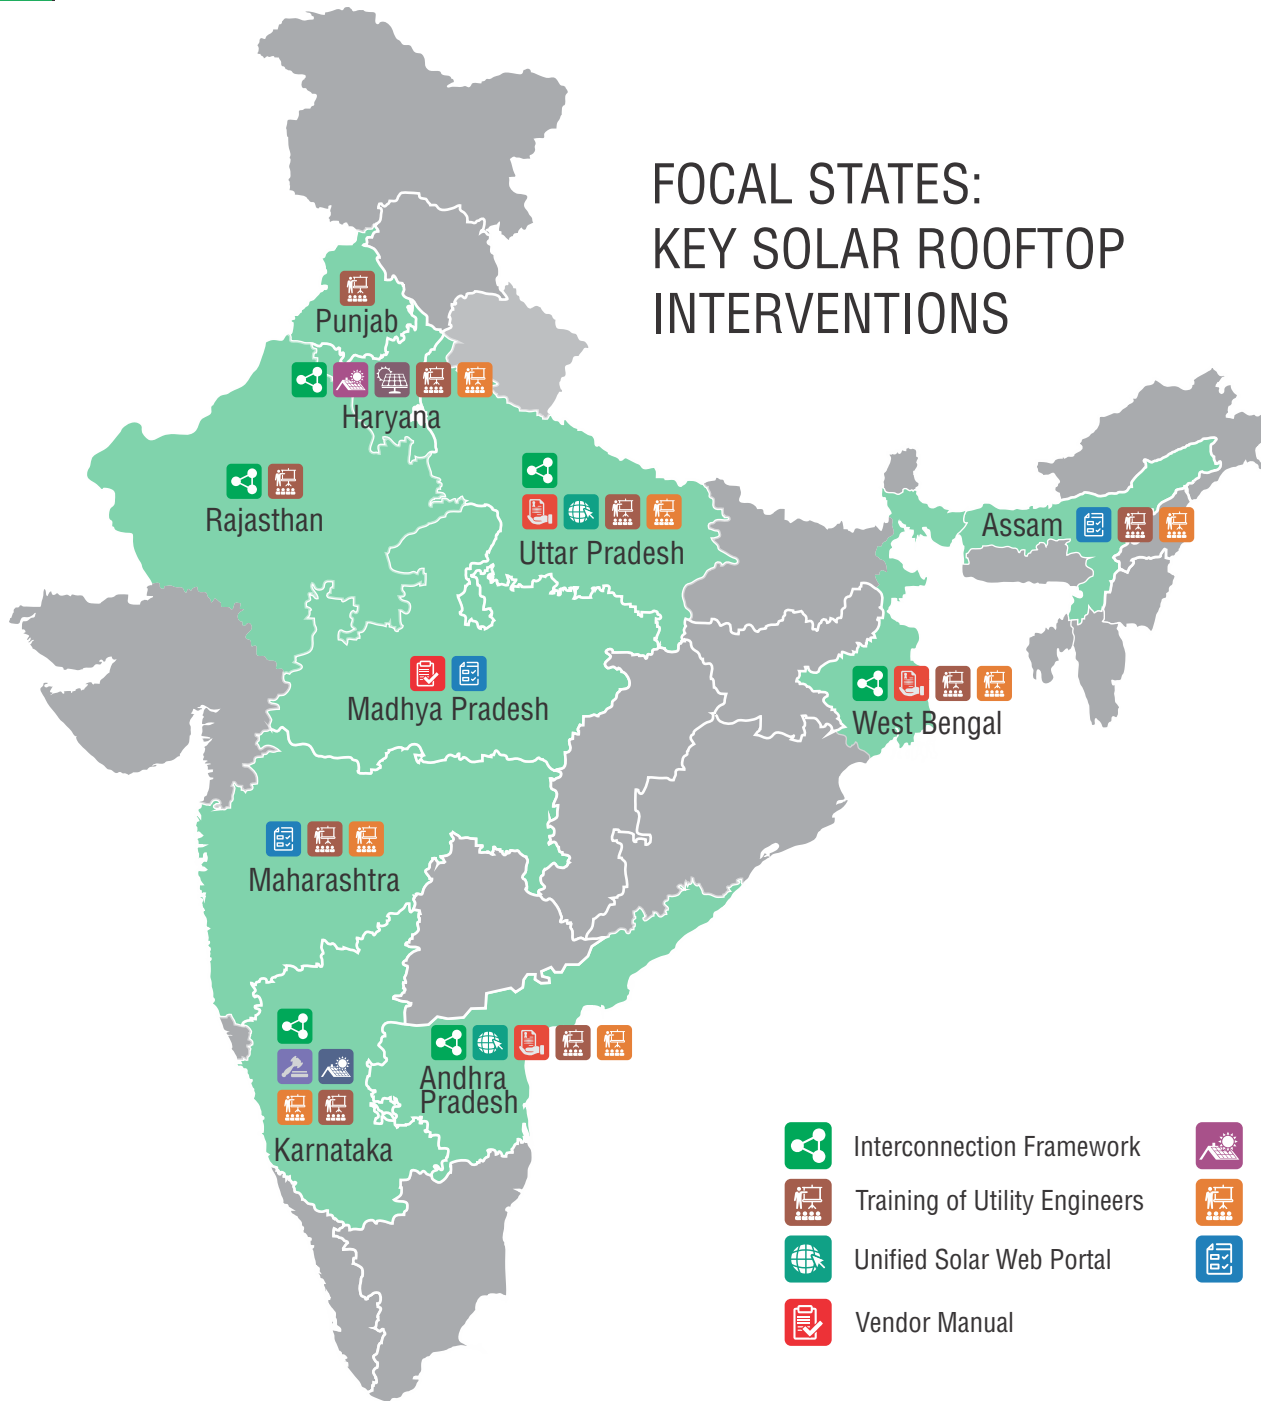 FOCAL STATES:
KEY SOLAR ROOFTOP
INTERVENTIONS
Punjab
Haryana
Rajasthan
Uttar Pradesh
Assam
Madhya Pradesh
West Bengal
Maharashtra
Andhra
Pradesh
Karnataka
Interconnection Framework
Training of Utility Engineers
Unified Solar Web Portal
Vendor Manual